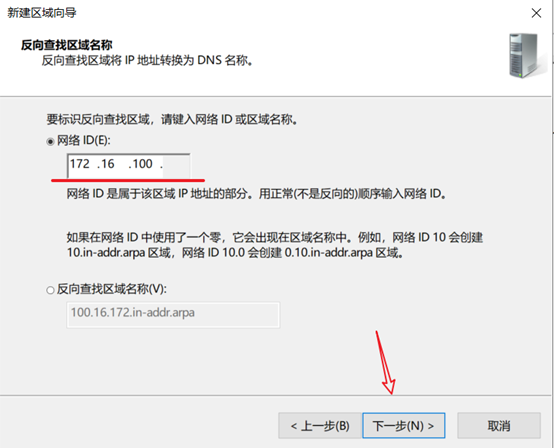 新建区域向导
反向查找区域名称
反向查找区域将 IP 地址转换为 DNS 名称。
要标识反向查找区域，请键入网络 ID 或区域名称。
网络 ID(E):
172 .16 .100 .
网络 ID 是属于该区域 IP 地址的部分。用正常(不是反向的)顺序输入网络 ID。
如果在网络 ID 中使用了一个零，它会出现在区域名称中。例如，网络 ID 10 会创建
10.in-addr.arpa 区域，网络 ID 10.0 会创建 0.10.in-addr.arpa 区域。
反向查找区域名称(V):
100.16.172.in-addr.arpa
< 上一步(B) 下一步(N) > 取消